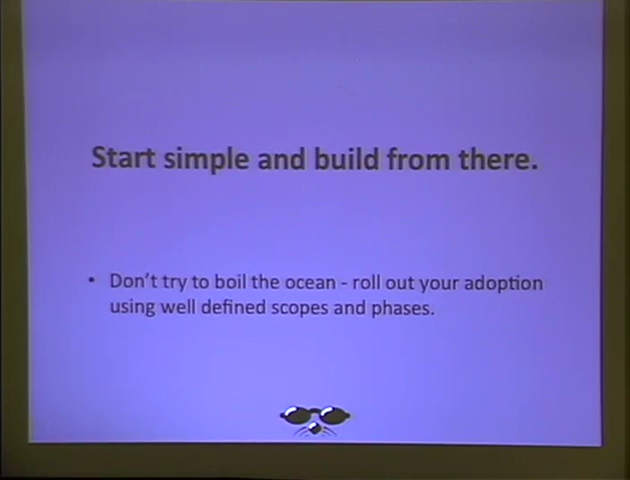 Start simple and build from there.
• Don't try to boil the ocean - roll out your adoption
using well defined scopes and phases.